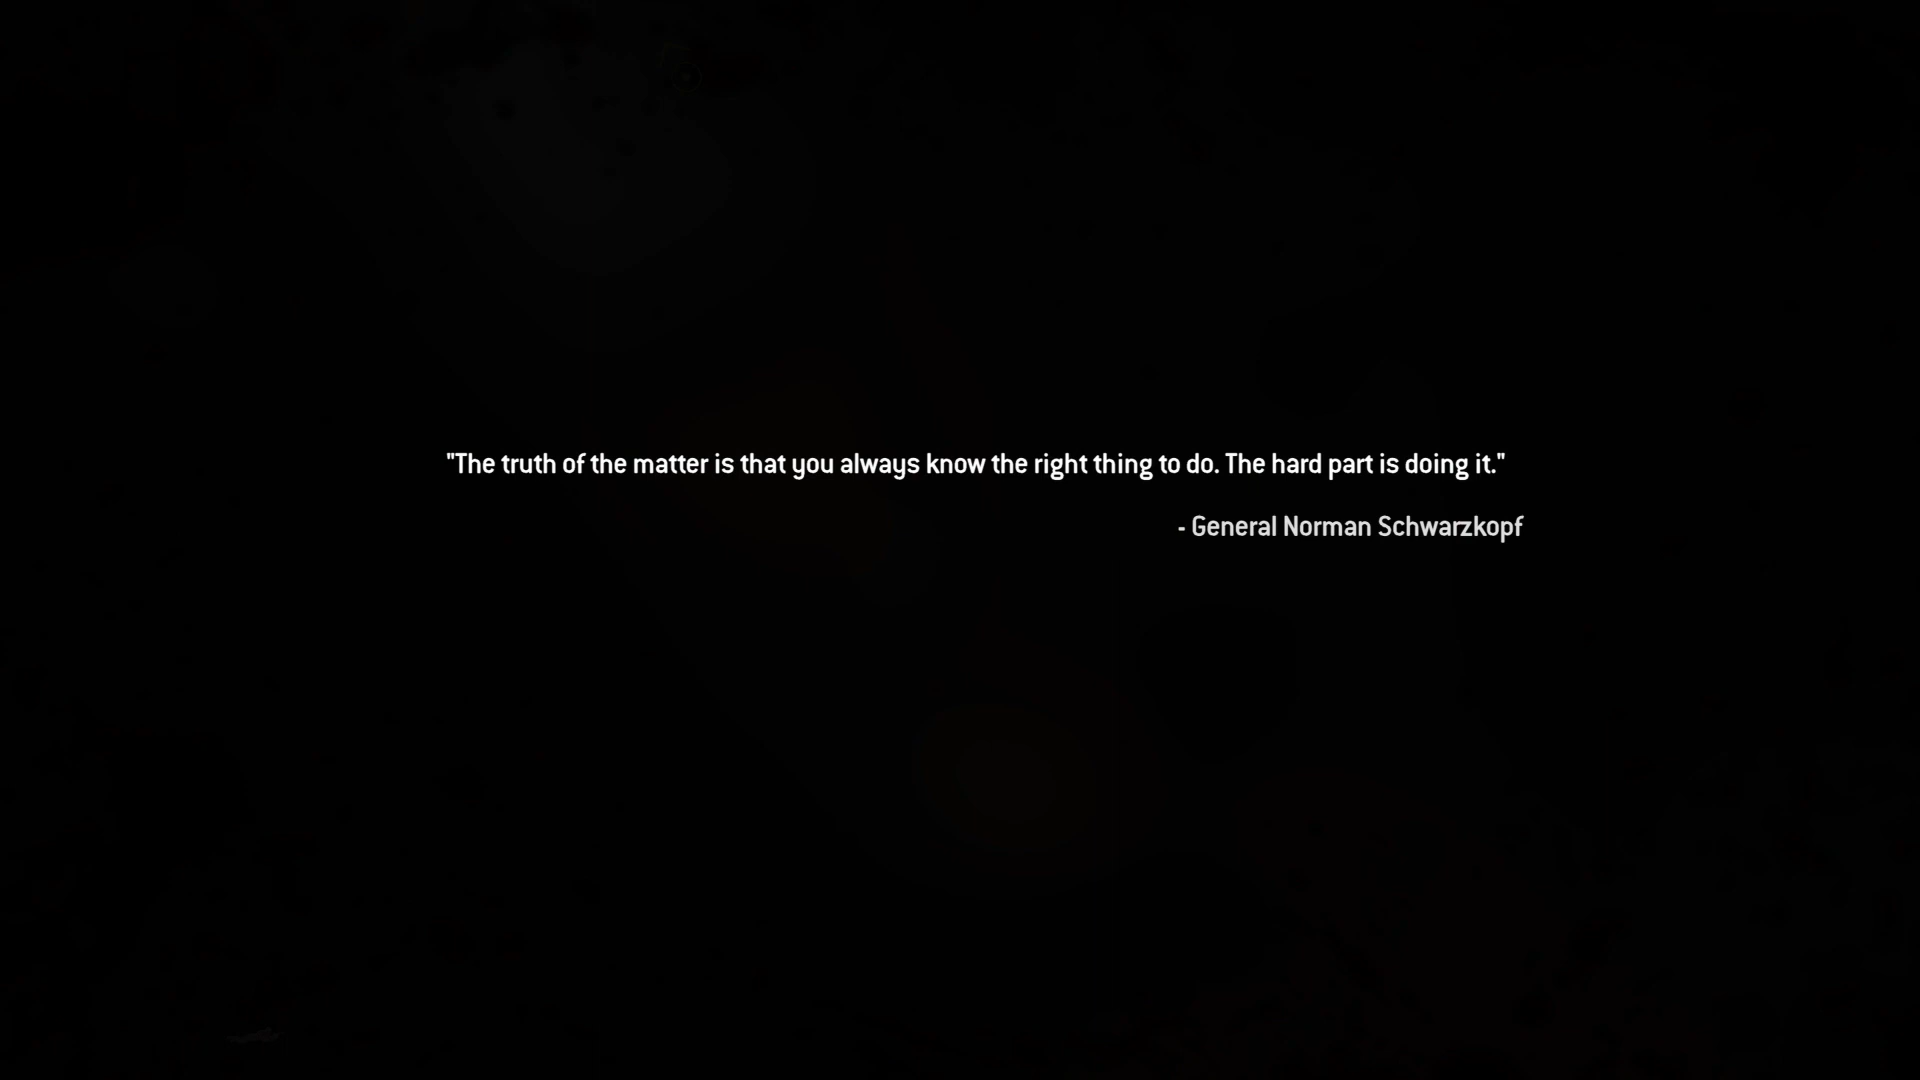 "The truth of the matter is that you always know the right thing to do. The hard part is doing it."
- General Norman Schwarzkopf